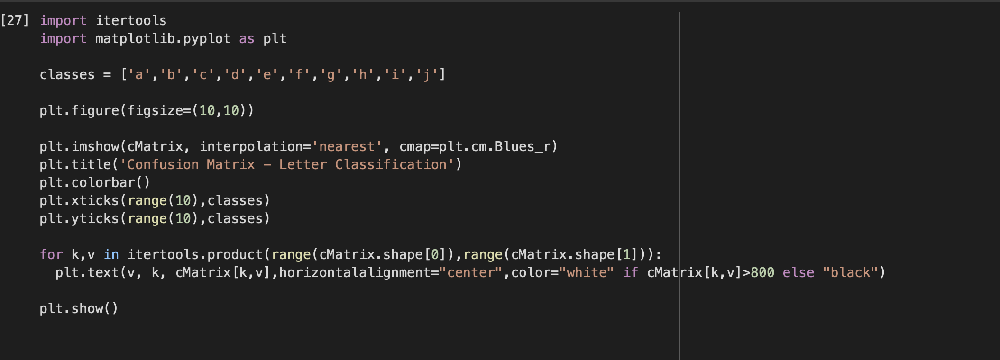 [27] import itertools
import matplotlib.pyplot as plt
classes = ['a','b','c','d','e','f','g','h','i','j']
plt.figure(figsize=(10,10))
plt.imshow(cMatrix, interpolation='nearest', cmap=plt.cm.Blues_r)
plt.title('Confusion Matrix – Letter Classification')
plt.colorbar()
plt.xticks(range(10),classes)
plt.yticks(range(10),classes)
for k,v in itertools.product(range(cMatrix.shape[0]),range(cMatrix.shape[1])):
  plt.text(v, k, cMatrix[k,v],horizontalalignment="center",color="white" if cMatrix[k,v]>800 else "black")
plt.show()